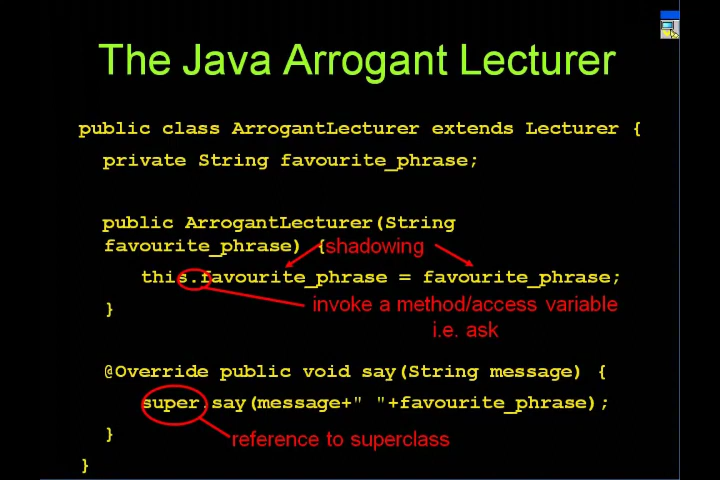 The Java Arrogant Lecturer
public class ArrogantLecturer extends Lecturer {
private String favourite_phrase;
public ArrogantLecturer(String
favourite_phrase) {
shadowing
this.favourite_phrase = favourite_phrase;
invoke a method/access variable
i.e. ask
}
@Override public void say(String message) {
super.say(message+" "+favourite_phrase);
}
reference to superclass
}